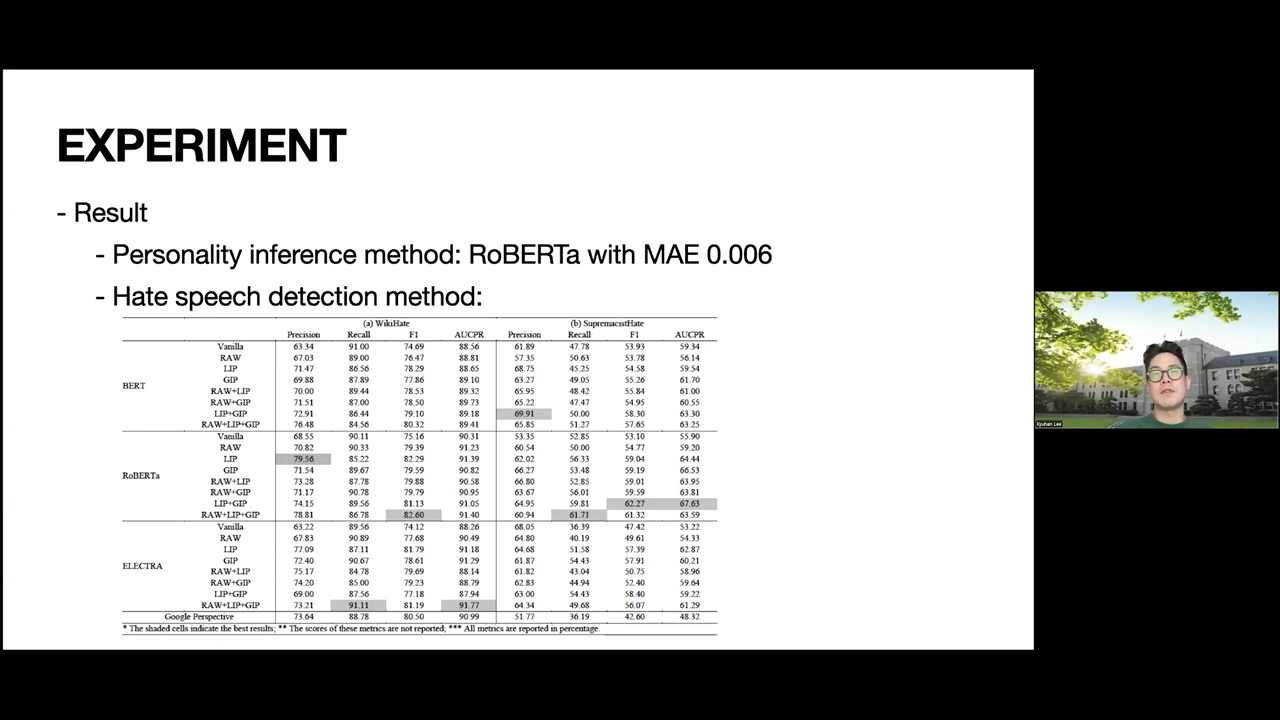 EXPERIMENT
- Result
- Personality inference method: RoBERTa with MAE 0.006
- Hate speech detection method:
(a) WikiHate (b) SupremacistHate
Precision Recall F1 AUCPR Precision Recall F1 AUCPR
BERT
Vanilla 63.34 91.00 74.69 88.56 61.89 47.78 53.93 59.34
RAW 67.03 89.00 76.47 88.81 57.35 50.63 53.78 56.14
LIP 71.47 86.56 78.29 88.65 68.75 45.25 54.58 59.54
GIP 69.88 87.89 77.86 89.10 63.27 49.05 55.26 61.70
RAW+LIP 70.00 89.44 78.53 89.32 65.95 48.42 55.84 61.00
RAW+GIP 71.51 87.00 78.50 89.73 65.22 47.47 54.95 60.55
LIP+GIP 72.91 86.44 79.10 89.18 69.91 50.00 58.30 63.30
RAW+LIP+GIP 76.48 84.56 80.32 89.41 65.85 51.27 57.65 63.25
RoBERTa
Vanilla 68.55 90.11 75.16 90.31 53.35 52.85 53.10 55.90
RAW 70.82 90.33 79.39 91.23 60.54 50.00 54.77 59.20
LIP 79.56 85.22 82.29 91.39 62.02 56.33 59.04 64.44
GIP 71.54 89.67 79.59 90.82 66.27 53.48 59.19 66.53
RAW+LIP 73.28 87.78 79.88 90.58 66.80 52.85 59.01 63.95
RAW+GIP 71.17 90.78 79.79 90.95 63.67 56.01 59.59 63.81
LIP+GIP 74.15 89.56 81.13 91.05 64.95 59.81 62.27 67.63
RAW+LIP+GIP 78.81 86.78 82.60 91.40 60.94 61.71 61.32 63.59
ELECTRA
Vanilla 63.22 89.56 74.12 88.26 68.05 36.39 47.42 53.22
RAW 67.83 90.89 77.68 90.49 64.80 40.19 49.61 54.33
LIP 77.09 87.11 81.79 91.18 64.68 51.58 57.39 62.87
GIP 72.40 90.67 78.61 91.29 61.87 54.43 57.91 60.21
RAW+LIP 75.17 84.78 79.69 88.14 61.82 43.04 50.75 58.96
RAW+GIP 74.20 85.00 79.23 88.79 62.83 44.94 52.40 59.64
LIP+GIP 69.00 87.56 77.18 87.94 63.00 54.43 58.40 59.22
RAW+LIP+GIP 73.21 91.11 81.19 91.77 64.34 49.68 56.07 61.29
Google Perspective 73.64 88.78 80.50 90.99 51.77 36.19 42.60 48.32
* The shaded cells indicate the best results; ** The scores of these metrics are not reported; *** All metrics are reported in percentage.
Kyuhan Lee